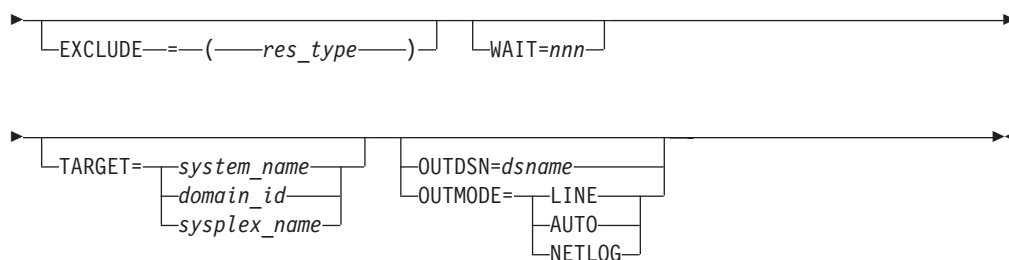 EXCLUDE = ( res_type ) WAIT=nnn
TARGET= system_name OUTDSN=dsname
domain_id OUTMODE= LINE
sysplex_name AUTO
NETLOG